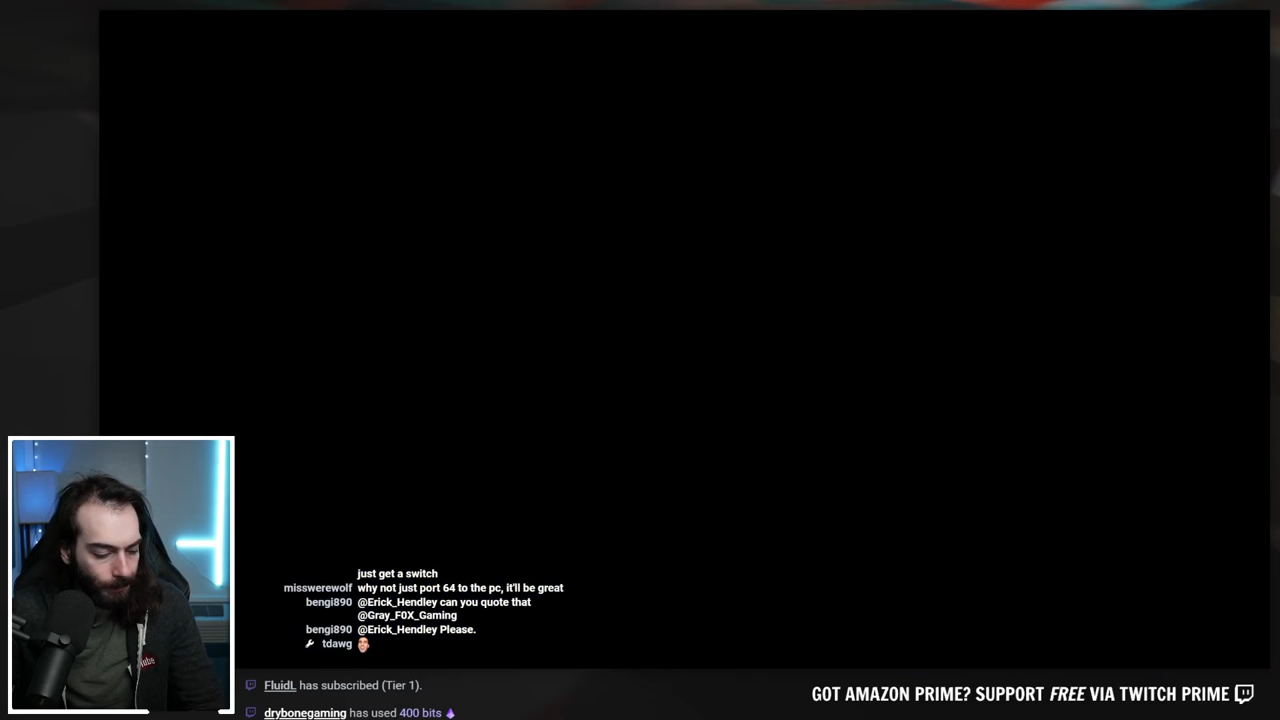 just get a switch
misswerewolf why not just port 64 to the pc, it'll be great
bengi890 @Erick_Hendley can you quote that
@Gray_F0X_Gaming
bengi890 @Erick_Hendley Please.
tdawg
FluidL has subscribed (Tier 1).
drybonegaming has used 400 bits
GOT AMAZON PRIME? SUPPORT FREE VIA TWITCH PRIME